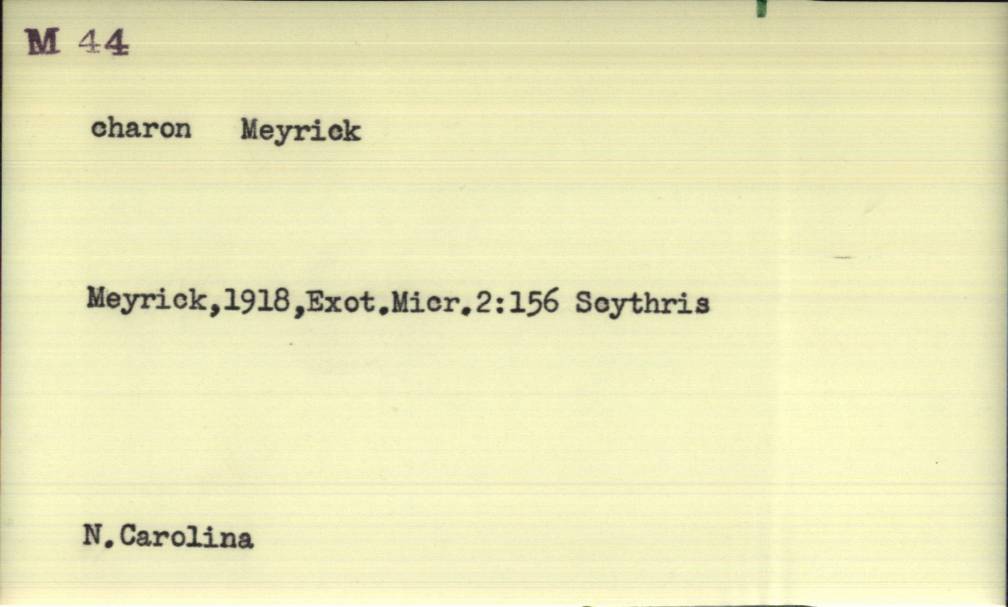 M 44
charon Meyrick
Meyrick,1918,Exot.Micr.2:156 Scythris
N.Carolina